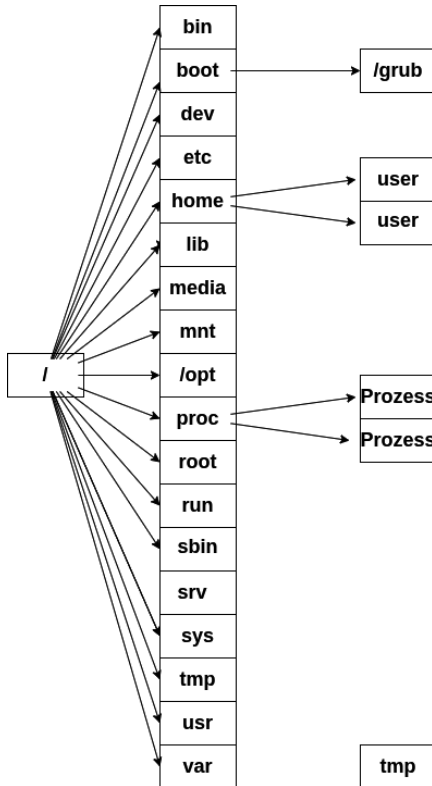 bin
boot
/grub
dev
etc
home
user
user
lib
media
mnt
/
/opt
proc
Prozess
Prozess
root
run
sbin
srv
sys
tmp
usr
var
tmp